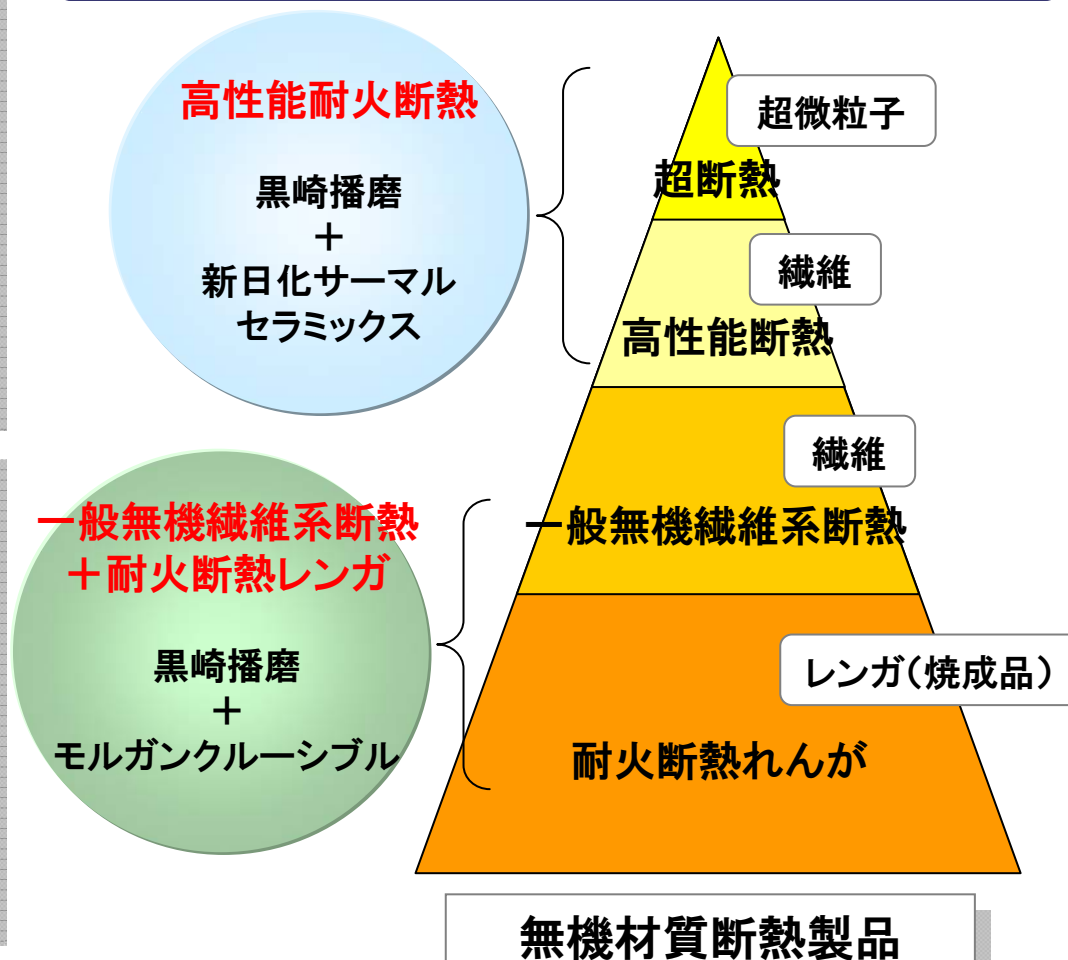 高性能耐火断熱
黒崎播磨
＋
新日化サーマル
セラミックス
超微粒子
超断熱
繊維
高性能断熱
繊維
一般無機繊維系断熱
一般無機繊維系断熱
＋耐火断熱レンガ
黒崎播磨
＋
モルガンクルーシブル
レンガ（焼成品）
耐火断熱れんが
無機材質断熱製品